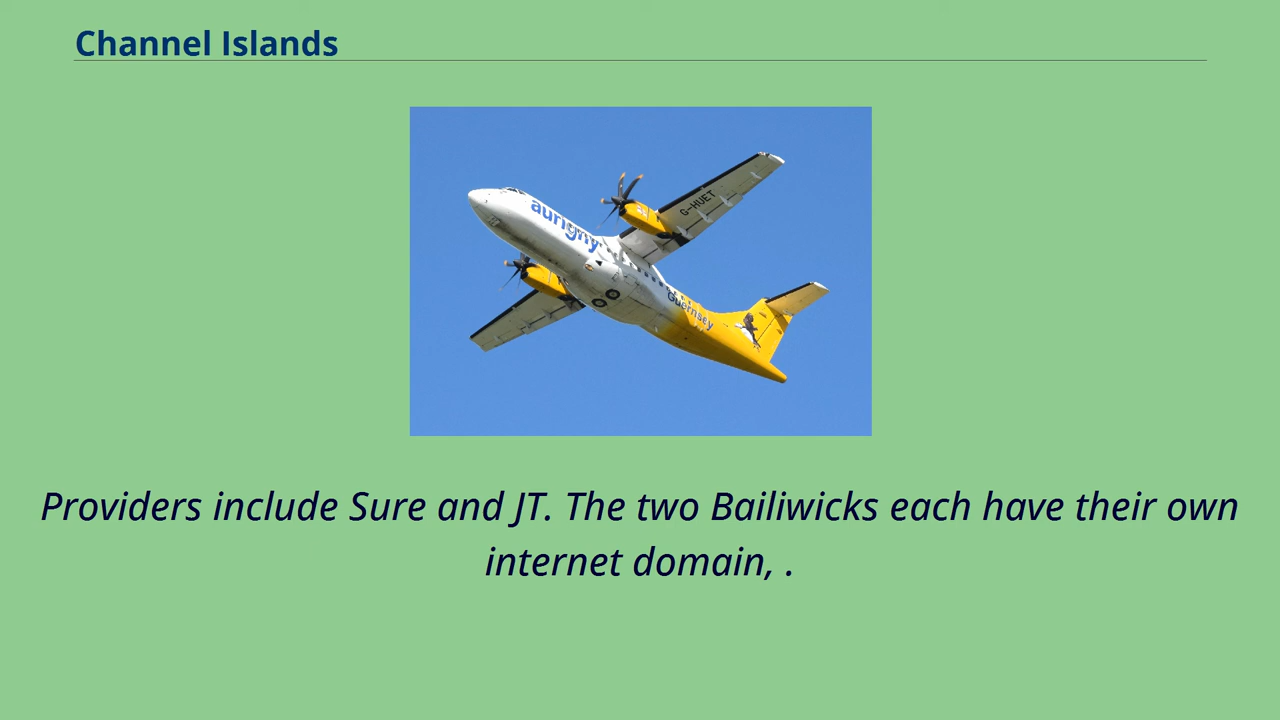 Channel Islands
aurigny
G-HUET
Guernsey
Providers include Sure and JT. The two Bailiwicks each have their own
internet domain, .